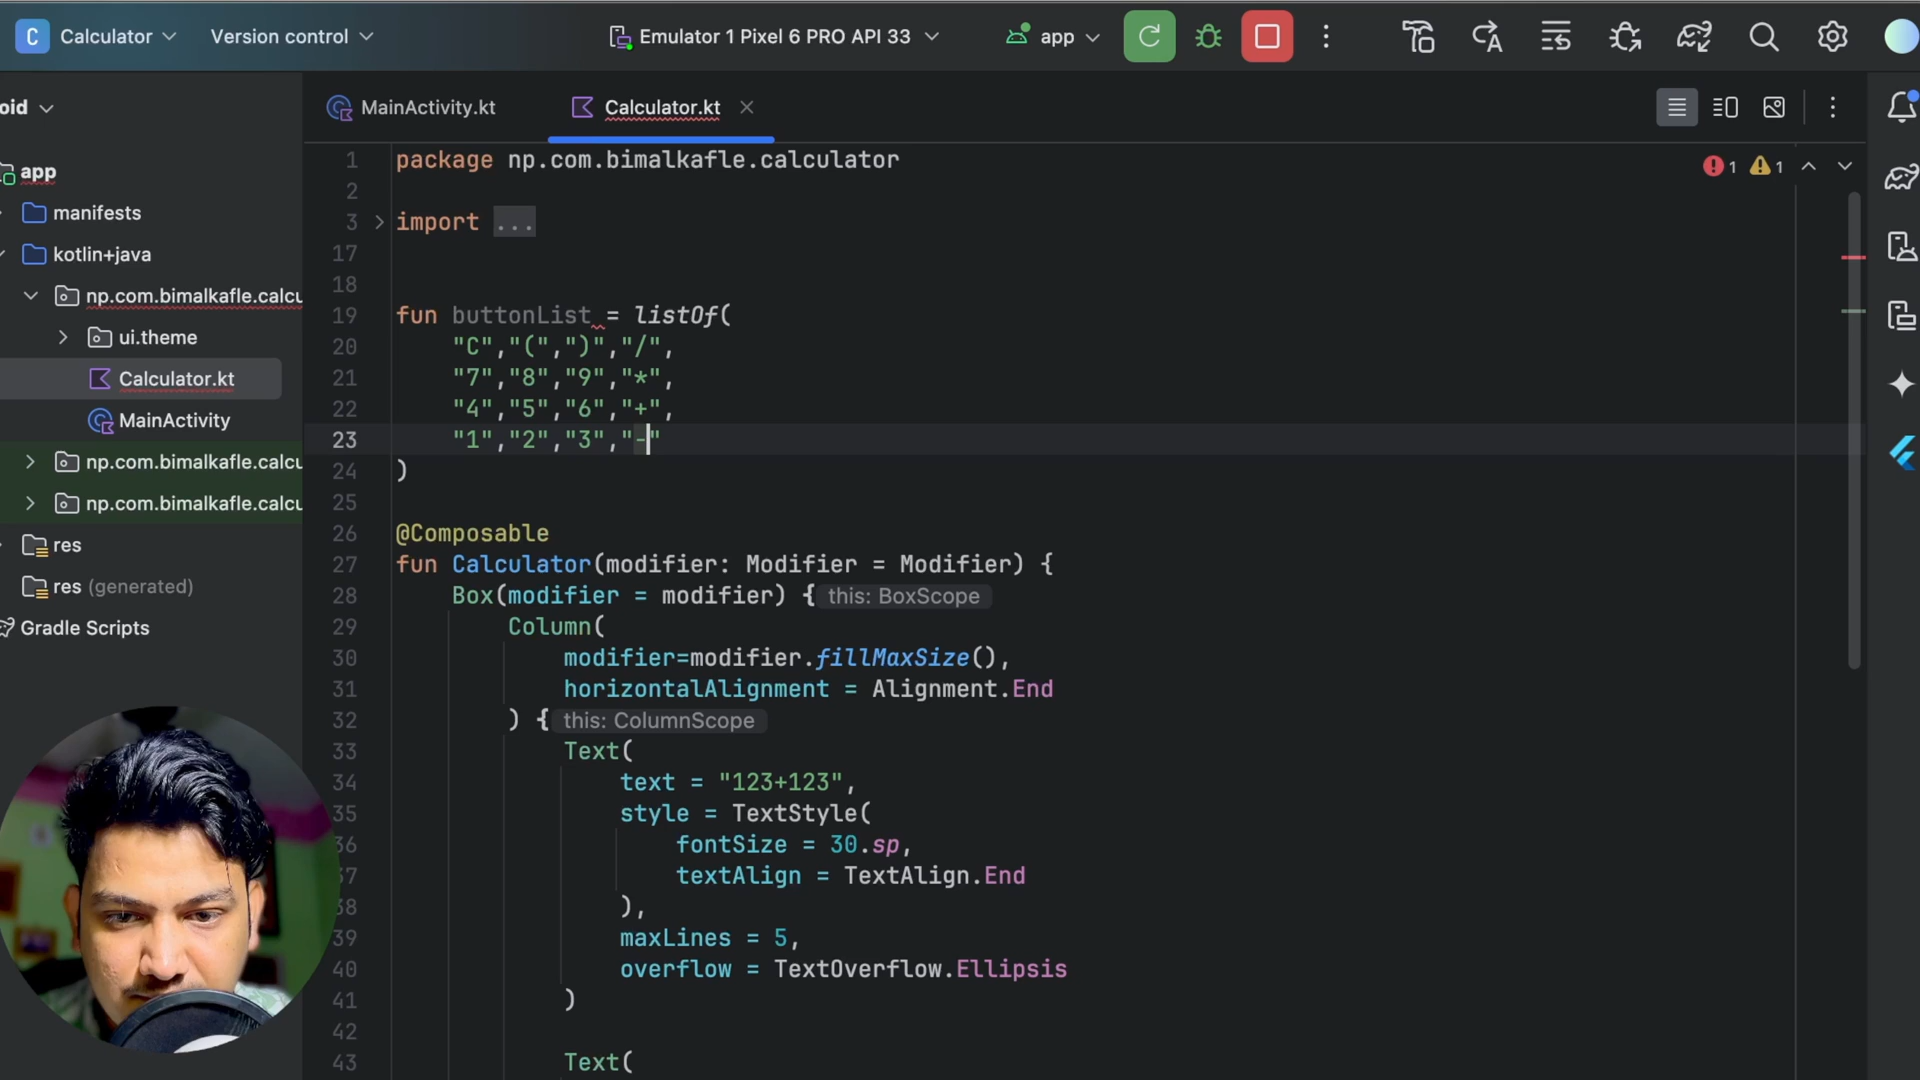 C Calculator Version control Emulator 1 Pixel 6 PRO API 33 app
oid
MainActivity.kt Calculator.kt
app
manifests
kotlin+java
np.com.bimalkafle.calcu
ui.theme
Calculator.kt
MainActivity
np.com.bimalkafle.calcu
np.com.bimalkafle.calcu
res
res (generated)
Gradle Scripts
1 1
1 package np.com.bimalkafle.calculator
2
3 import ...
17
18
19 fun buttonList = listOf(
20 "C","(",")","/",
21 "7","8","9","*",
22 "4","5","6","+",
23 "1","2","3","-"
24 )
25
26 @Composable
27 fun Calculator(modifier: Modifier = Modifier) {
28 Box(modifier = modifier) { this: BoxScope
29 Column(
30 modifier=modifier.fillMaxSize(),
31 horizontalAlignment = Alignment.End
32 ) { this: ColumnScope
33 Text(
34 text = "123+123",
35 style = TextStyle(
36 fontSize = 30.sp,
37 textAlign = TextAlign.End
38 ),
39 maxLines = 5,
40 overflow = TextOverflow.Ellipsis
41 )
42
43 Text(